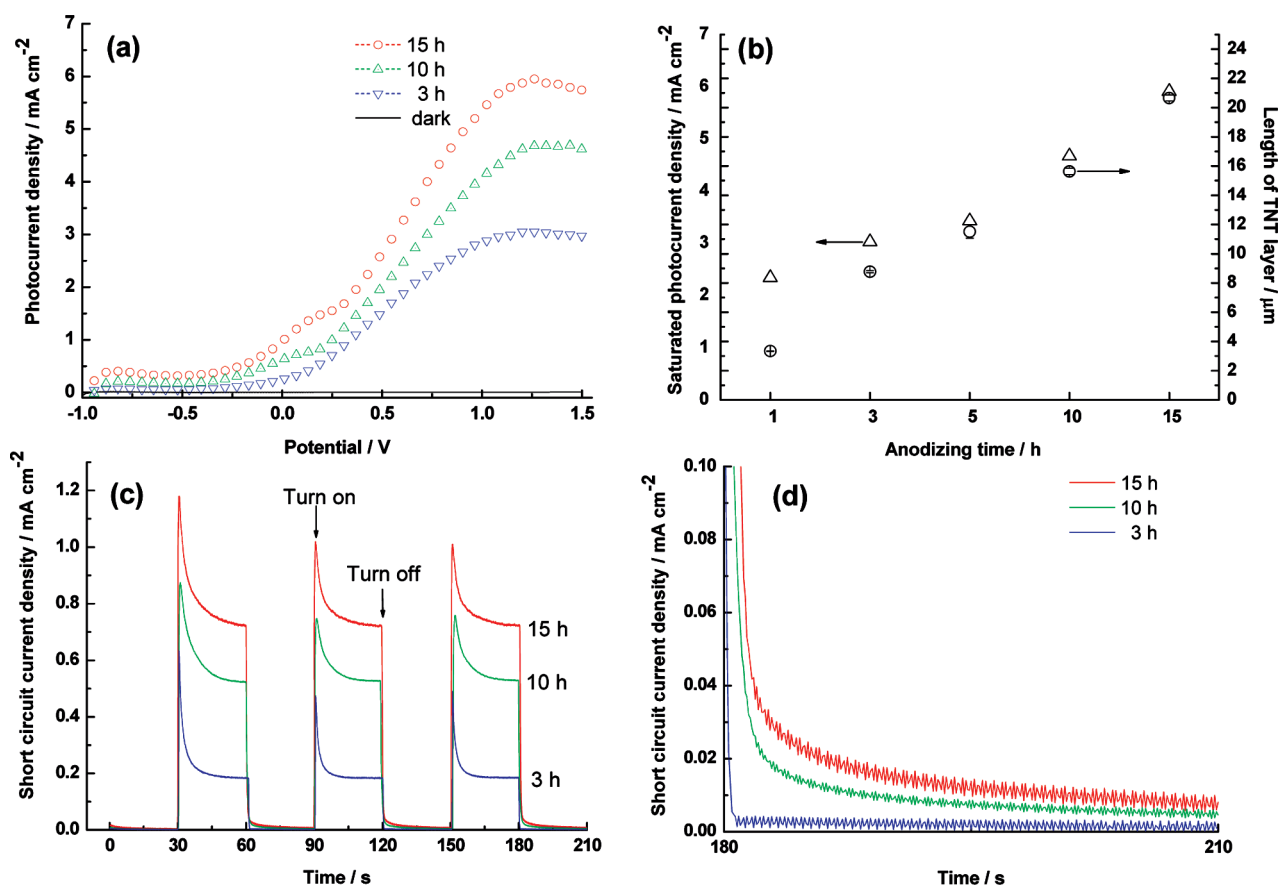 (a)
15 h
10 h
3 h
dark
Photocurrent density / mA cm⁻²
7
6
5
4
3
2
1
0
-1.0 -0.5 0.0 0.5 1.0 1.5
Potential / V
(b)
Saturated photocurrent density / mA cm⁻²
7
6
5
4
3
2
1
0
Length of TNT layer / μm
24
22
20
18
16
14
12
10
8
6
4
2
0
1 3 5 10 15
Anodizing time / h
(c)
Turn on
Turn off
15 h
10 h
3 h
Short circuit current density / mA cm⁻²
1.2
1.0
0.8
0.6
0.4
0.2
0.0
0 30 60 90 120 150 180 210
Time / s
(d)
15 h
10 h
3 h
Short circuit current density / mA cm⁻²
0.10
0.08
0.06
0.04
0.02
0.00
180 210
Time / s